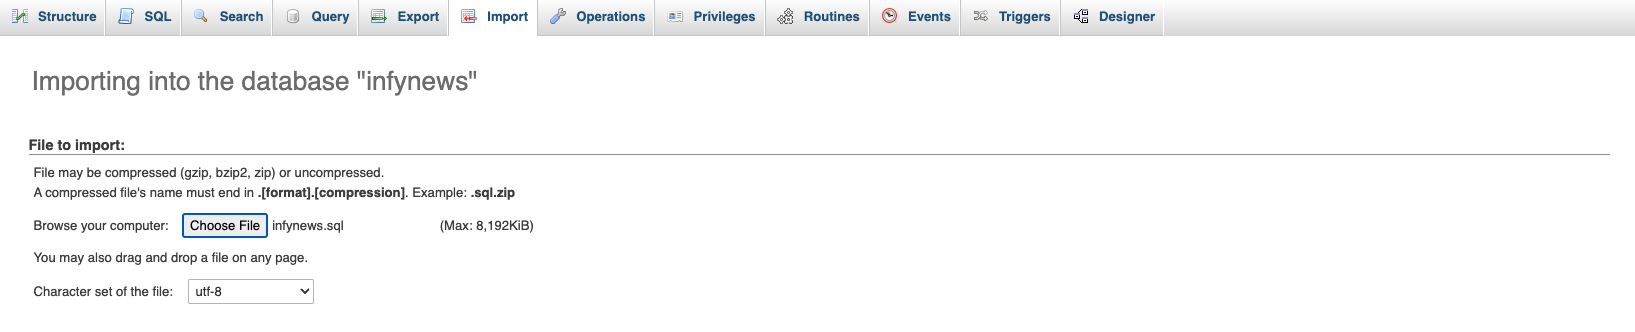 Structure SQL Search Query Export Import Operations Privileges Routines Events Triggers Designer
Importing into the database "infynews"
File to import:
File may be compressed (gzip, bzip2, zip) or uncompressed.
A compressed file's name must end in .[format].[compression]. Example: .sql.zip
Browse your computer: Choose File infynews.sql (Max: 8,192KiB)
You may also drag and drop a file on any page.
Character set of the file: utf-8